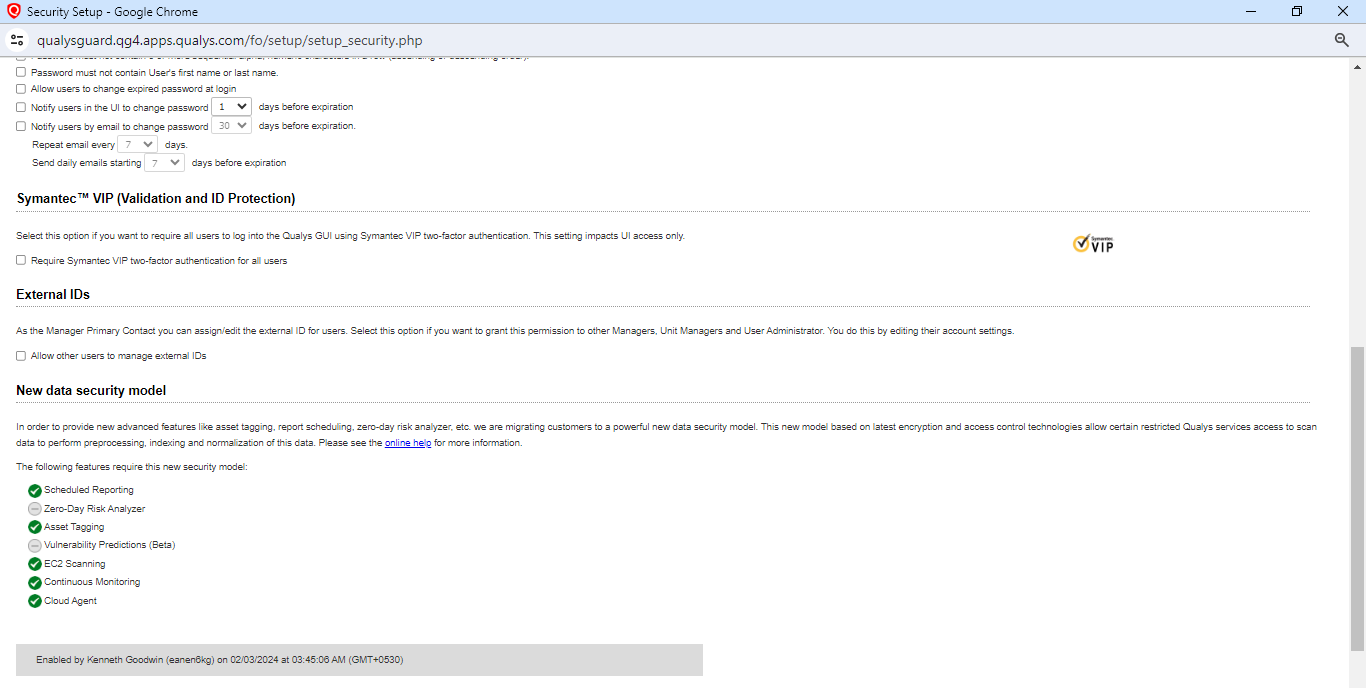 Security Setup - Google Chrome
qualysguard.qg4.apps.qualys.com/fo/setup/setup_security.php
Password must not contain User's first name or last name.
Allow users to change expired password at login
Notify users in the UI to change password 1 days before expiration
Notify users by email to change password 30 days before expiration.
Repeat email every 7 days.
Send daily emails starting 7 days before expiration
Symantec™ VIP (Validation and ID Protection)
Select this option if you want to require all users to log into the Qualys GUI using Symantec VIP two-factor authentication. This setting impacts UI access only.
Symantec
VIP
Require Symantec VIP two-factor authentication for all users
External IDs
As the Manager Primary Contact you can assign/edit the external ID for users. Select this option if you want to grant this permission to other Managers, Unit Managers and User Administrator. You do this by editing their account settings.
Allow other users to manage external IDs
New data security model
In order to provide new advanced features like asset tagging, report scheduling, zero-day risk analyzer, etc. we are migrating customers to a powerful new data security model. This new model based on latest encryption and access control technologies allow certain restricted Qualys services access to scan
data to perform preprocessing, indexing and normalization of this data. Please see the online help for more information.
The following features require this new security model:
Scheduled Reporting
Zero-Day Risk Analyzer
Asset Tagging
Vulnerability Predictions (Beta)
EC2 Scanning
Continuous Monitoring
Cloud Agent
Enabled by Kenneth Goodwin (eanen6kg) on 02/03/2024 at 03:45:06 AM (GMT+0530)